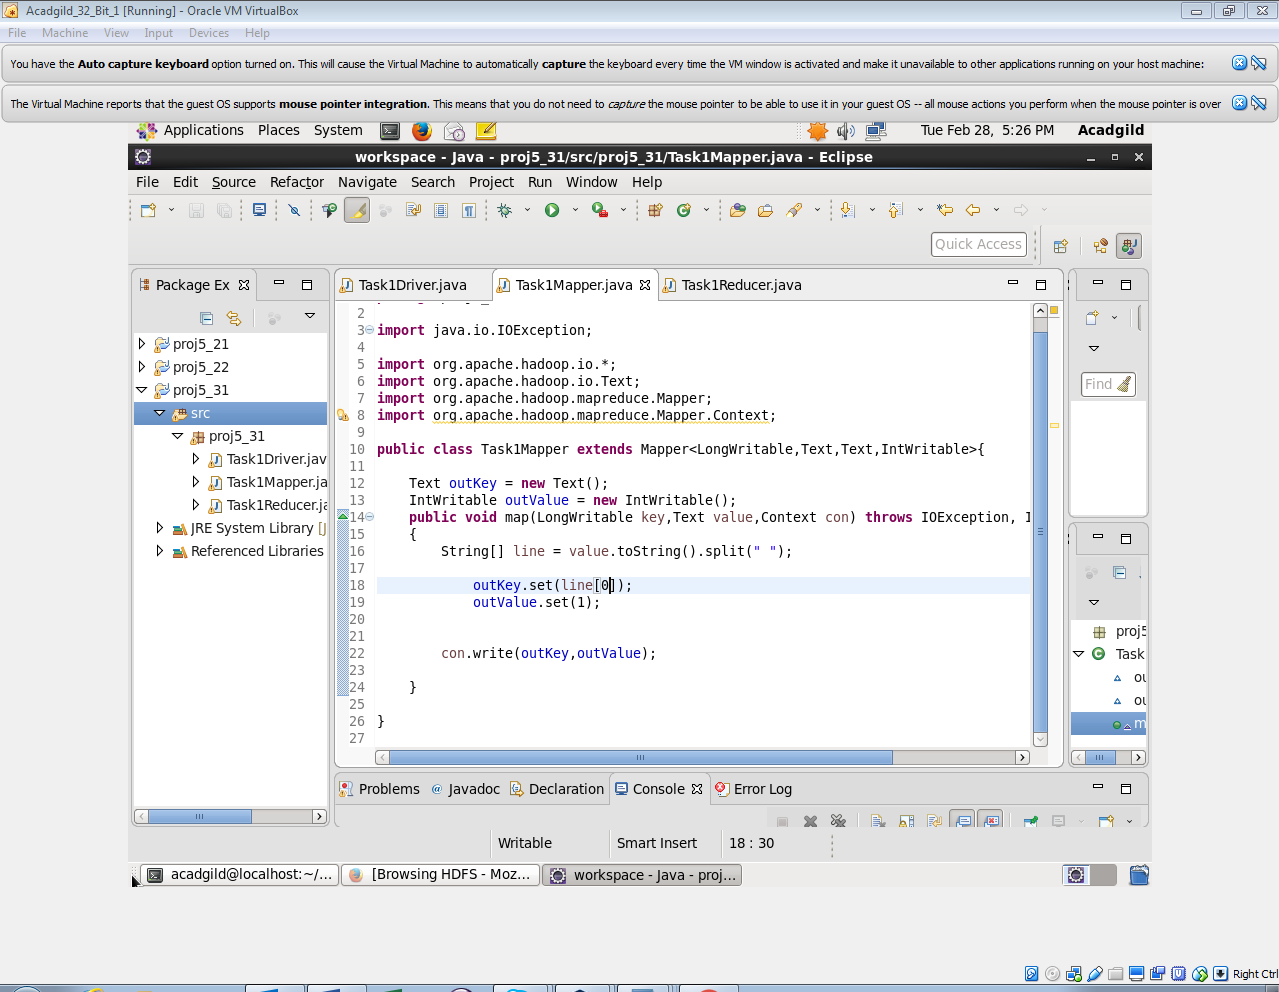 Acadgild_32_Bit_1 [Running] - Oracle VM VirtualBox
File Machine View Input Devices Help
You have the Auto capture keyboard option turned on. This will cause the Virtual Machine to automatically capture the keyboard every time the VM window is activated and make it unavailable to other applications running on your host machine:
The Virtual Machine reports that the guest OS supports mouse pointer integration. This means that you do not need to capture the mouse pointer to be able to use it in your guest OS -- all mouse actions you perform when the mouse pointer is over
Applications Places System Tue Feb 28, 5:26 PM Acadgild
workspace - Java - proj5_31/src/proj5_31/Task1Mapper.java - Eclipse
File Edit Source Refactor Navigate Search Project Run Window Help
Quick Access
Package Ex Task1Driver.java Task1Mapper.java Task1Reducer.java
proj5_21
proj5_22
proj5_31
src
proj5_31
Task1Driver.jav
Task1Mapper.ja
Task1Reducer.ja
JRE System Library [J
Referenced Libraries
2
3 import java.io.IOException;
4
5 import org.apache.hadoop.io.*;
6 import org.apache.hadoop.io.Text;
7 import org.apache.hadoop.mapreduce.Mapper;
8 import org.apache.hadoop.mapreduce.Mapper.Context;
9
10 public class Task1Mapper extends Mapper<LongWritable,Text,Text,IntWritable>{
11
12 Text outKey = new Text();
13 IntWritable outValue = new IntWritable();
14 public void map(LongWritable key,Text value,Context con) throws IOException, I
15 {
16 String[] line = value.toString().split(" ");
17
18 outKey.set(line[0]);
19 outValue.set(1);
20
21
22 con.write(outKey,outValue);
23
24 }
25
26 }
27
Find
proj5
Task
ou
ou
m
Problems @ Javadoc Declaration Console Error Log
Writable Smart Insert 18 : 30
acadgild@localhost:~/... [Browsing HDFS - Moz... workspace - Java - proj...
Right Ctrl